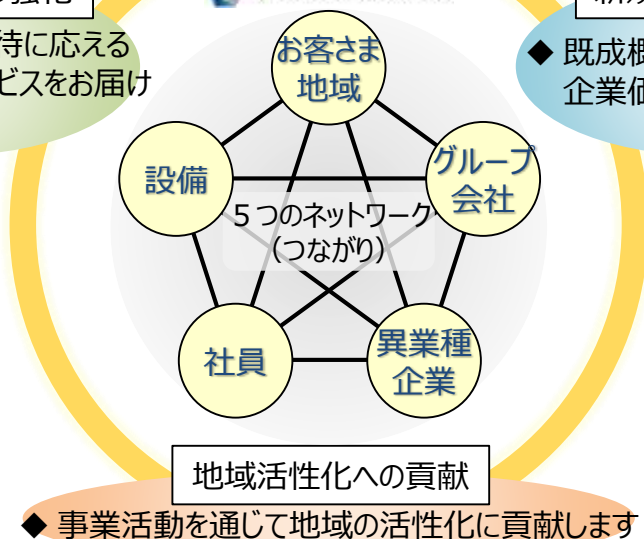 待に応える
ビスをお届け
◆ 既成概
企業価
お客さま
地域
設備
グループ
会社
5つのネットワーク
(つながり)
社員
異業種
企業
地域活性化への貢献
◆ 事業活動を通じて地域の活性化に貢献します